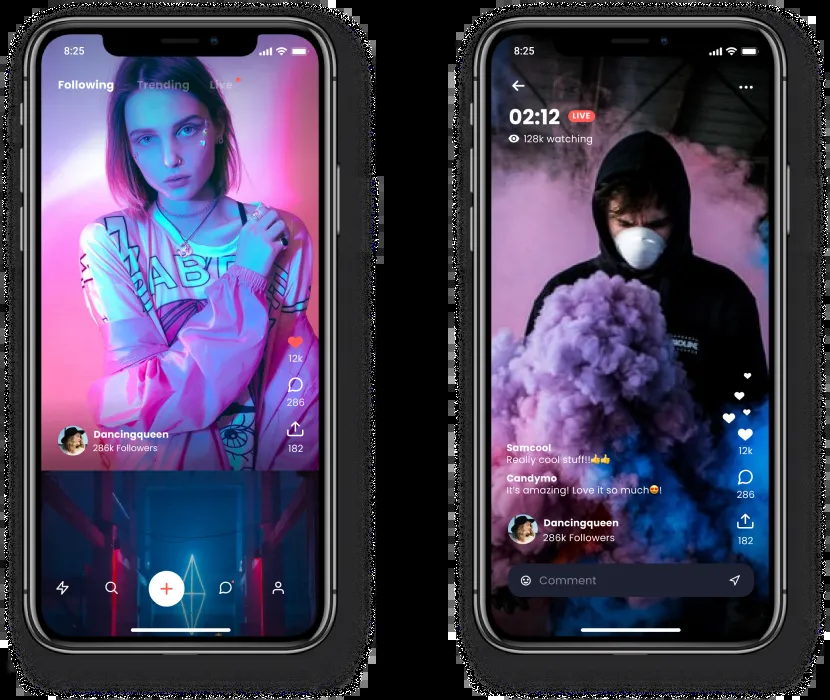 8:25
Following Trending Live
ABE
12k
286
Dancingqueen
286k Followers
182
8:25
02:12 LIVE
128k watching
12k
Samcool
Really cool stuff!!👍👍
Candymo
It's amazing! Love it so much😍!
286
Dancingqueen
286k Followers
182
Comment